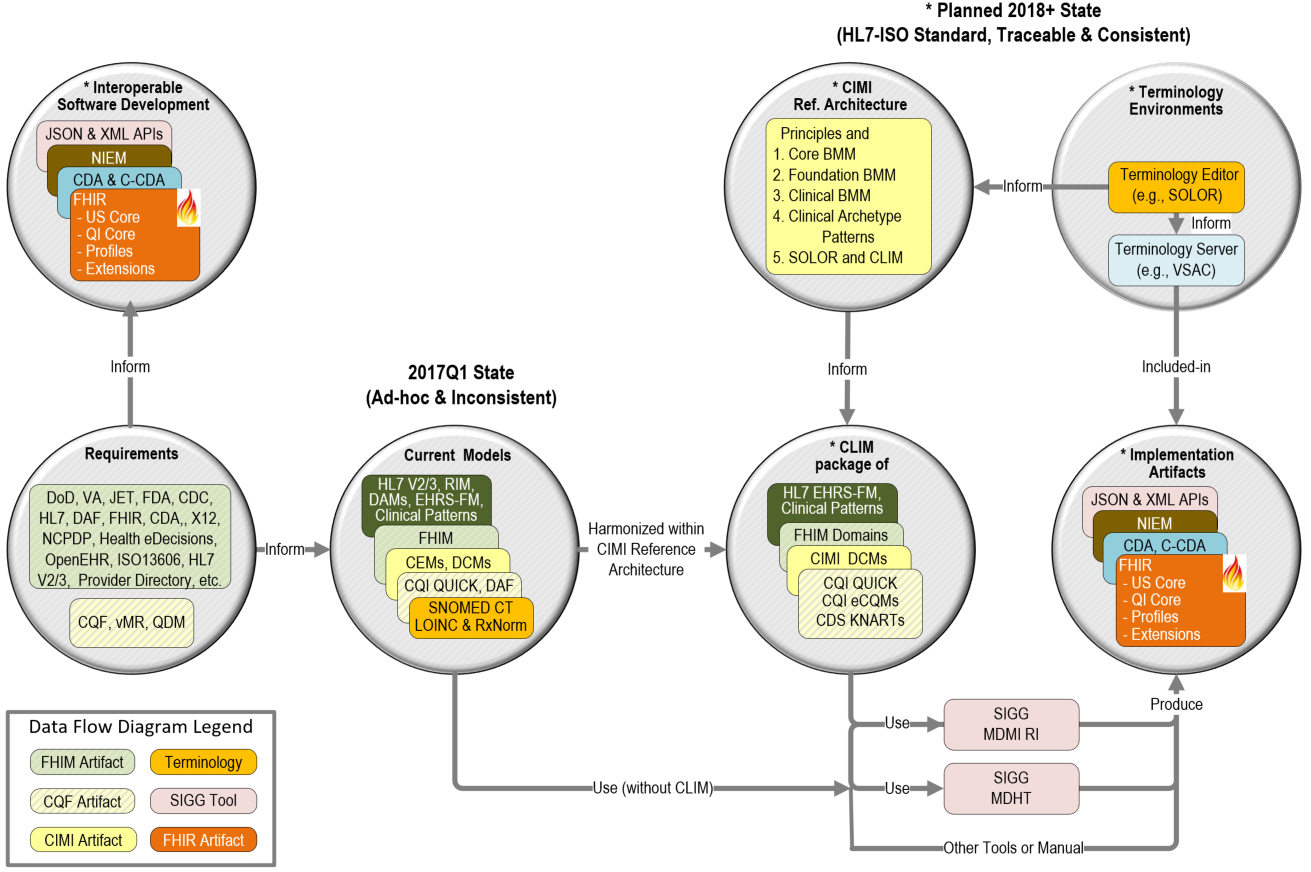 * Planned 2018+ State
(HL7-ISO Standard, Traceable & Consistent)
* Interoperable
Software Development
JSON & XML APIs
NIEM
CDA & C-CDA
FHIR
- US Core
- QI Core
- Profiles
- Extensions
* CIMI
Ref. Architecture
Principles and
1. Core BMM
2. Foundation BMM
3. Clinical BMM
4. Clinical Archetype
Patterns
5. SOLOR and CLIM
Inform
* Terminology
Environments
Terminology Editor
(e.g., SOLOR)
Inform
Terminology Server
(e.g., VSAC)
Inform
Inform
Included-in
2017Q1 State
(Ad-hoc & Inconsistent)
Requirements
DoD, VA, JET, FDA, CDC,
HL7, DAF, FHIR, CDA,, X12,
NCPDP, Health eDecisions,
OpenEHR, ISO13606, HL7
V2/3, Provider Directory, etc.
CQF, vMR, QDM
Inform
Current Models
HL7 V2/3, RIM,
DAMs, EHRS-FM,
Clinical Patterns
FHIM
CEMs, DCMs
CQI QUICK, DAF
SNOMED CT
LOINC & RxNorm
Harmonized within
CIMI Reference
Architecture
* CLIM
package of
HL7 EHRS-FM,
Clinical Patterns
FHIM Domains
CIMI DCMs
CQI QUICK
CQI eCQMs
CDS KNARTs
* Implementation
Artifacts
JSON & XML APIs
NIEM
CDA, C-CDA
FHIR
- US Core
- QI Core
- Profiles
- Extensions
Produce
Use
SIGG
MDMI RI
Use (without CLIM)
Use
SIGG
MDHT
Other Tools or Manual
Data Flow Diagram Legend
FHIM Artifact
Terminology
CQF Artifact
SIGG Tool
CIMI Artifact
FHIR Artifact